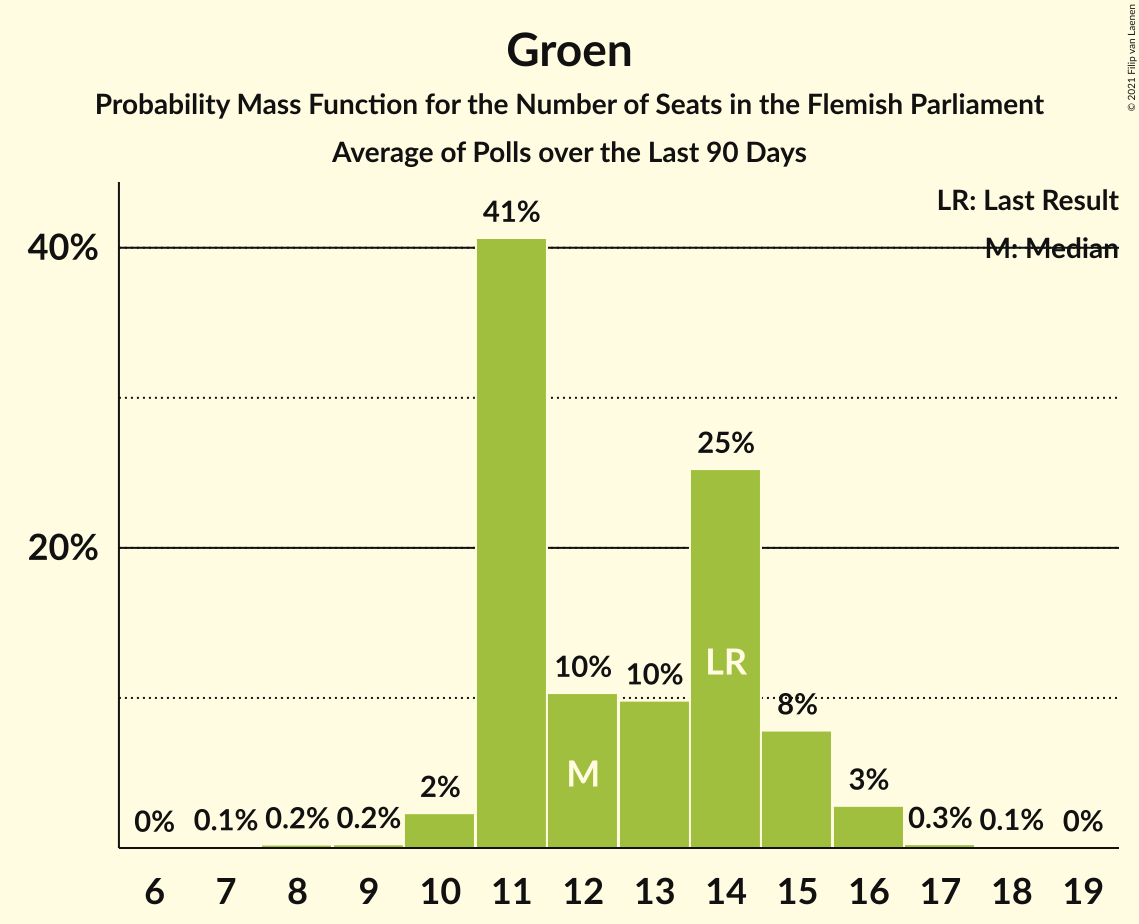 Groen
Probability Mass Function for the Number of Seats in the Flemish Parliament
Average of Polls over the Last 90 Days
© 2021 Filip van Laenen
LR: Last Result
M: Median
40%
20%
41%
25%
10%
10%
8%
3%
2%
0%
0.1%
0.2%
0.2%
0.3%
0.1%
0%
LR
M
6 7 8 9 10 11 12 13 14 15 16 17 18 19